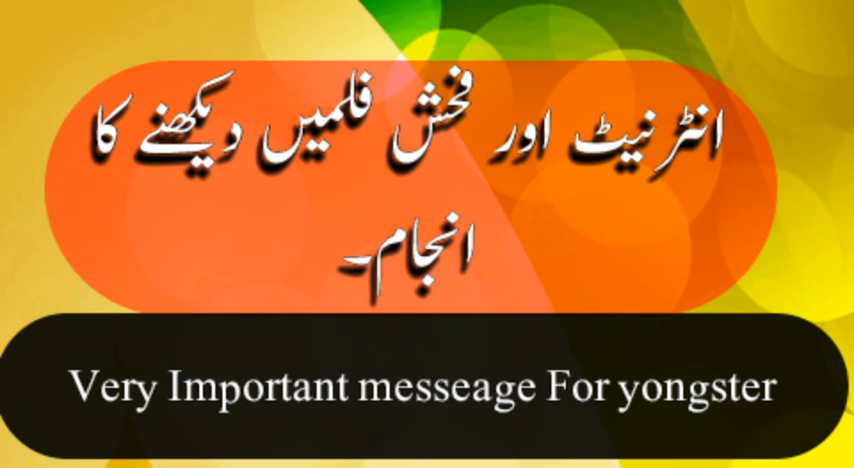 انٹرنیٹ اور فحش فلمیں دیکھنے کا
انجام۔
Very Important messeage For yongster